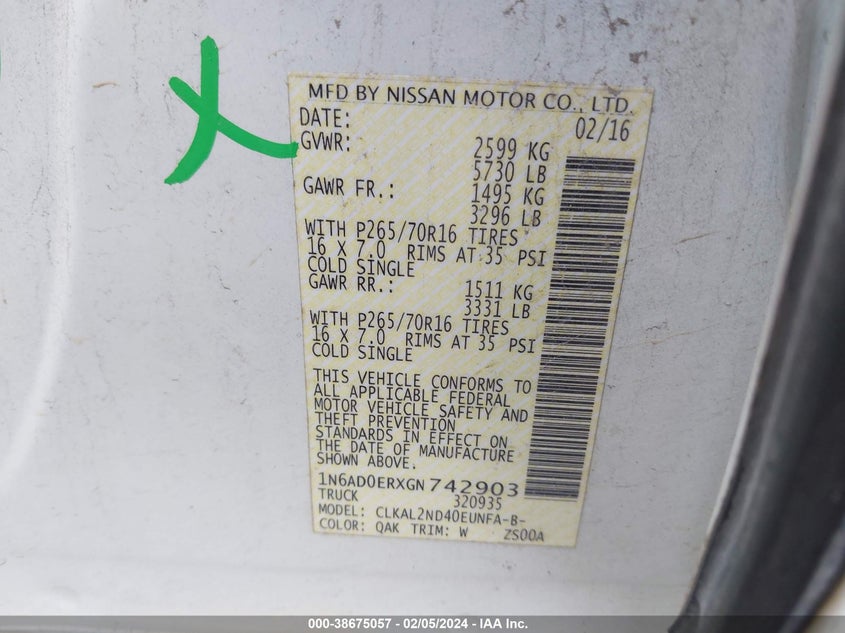 MFD BY NISSAN MOTOR CO., LTD.
DATE: 02/16
GVWR: 2599 KG
5730 LB
GAWR FR.: 1495 KG
3296 LB
WITH P265/70R16 TIRES
16 X 7.0 RIMS AT 35 PSI
COLD SINGLE
GAWR RR.: 1511 KG
3331 LB
WITH P265/70R16 TIRES
16 X 7.0 RIMS AT 35 PSI
COLD SINGLE
THIS VEHICLE CONFORMS TO
ALL APPLICABLE FEDERAL
MOTOR VEHICLE SAFETY AND
THEFT PREVENTION
STANDARDS IN EFFECT ON
THE DATE OF MANUFACTURE
SHOWN ABOVE.
1N6AD0ERXGN742903
TRUCK 320935
MODEL: CLKAL2ND40EUNFA-B-
COLOR: QAK TRIM: W ZS00A
000-38675057 - 02/05/2024 - IAA Inc.